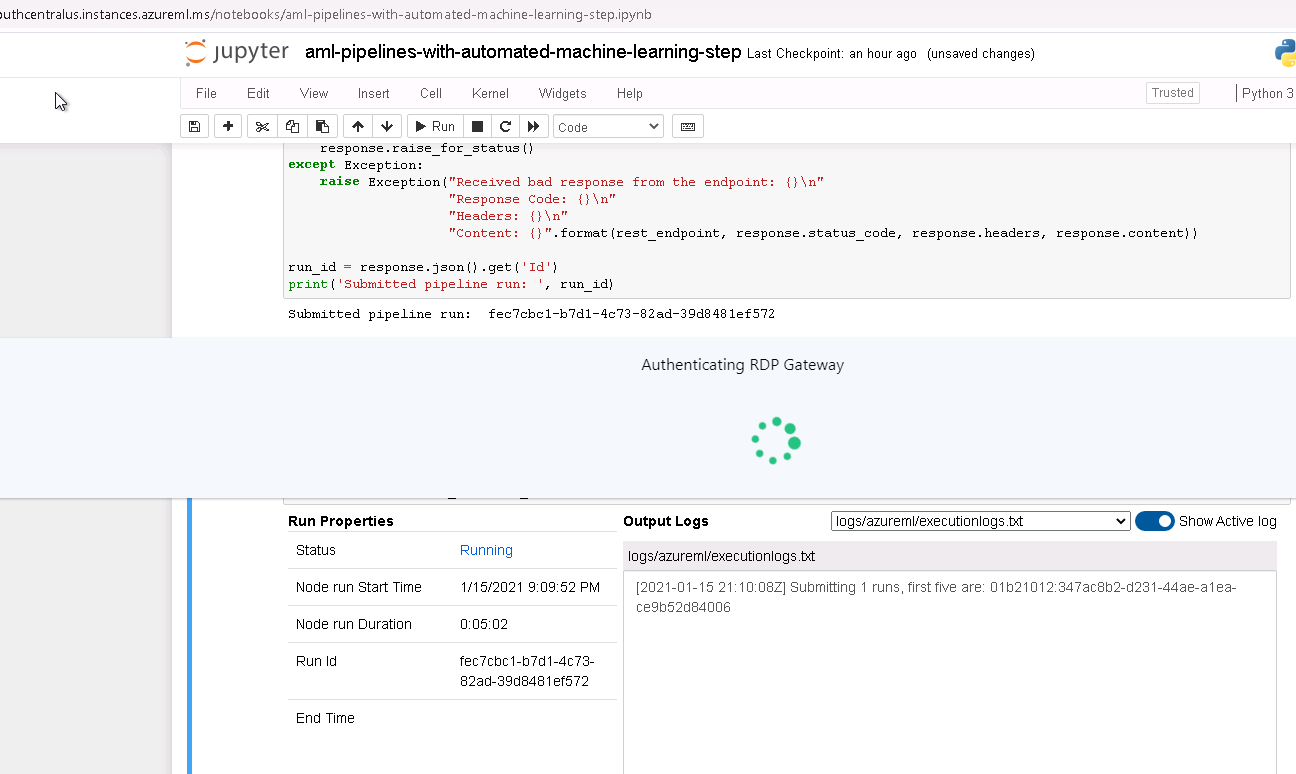 outhcentralus.instances.azureml.ms/notebooks/aml-pipelines-with-automated-machine-learning-step.ipynb
jupyter aml-pipelines-with-automated-machine-learning-step Last Checkpoint: an hour ago (unsaved changes)
File Edit View Insert Cell Kernel Widgets Help Trusted Python 3
Run Code
response.raise_for_status()
except Exception:
raise Exception("Received bad response from the endpoint: {}\n"
"Response Code: {}\n"
"Headers: {}\n"
"Content: {}".format(rest_endpoint, response.status_code, response.headers, response.content))
run_id = response.json().get('Id')
print('Submitted pipeline run: ', run_id)
Submitted pipeline run:  fec7cbc1-b7d1-4c73-82ad-39d8481ef572
Authenticating RDP Gateway
Run Properties
Status Running
Node run Start Time 1/15/2021 9:09:52 PM
Node run Duration 0:05:02
Run Id fec7cbc1-b7d1-4c73-
82ad-39d8481ef572
End Time
Output Logs logs/azureml/executionlogs.txt Show Active log
logs/azureml/executionlogs.txt
[2021-01-15 21:10:08Z] Submitting 1 runs, first five are: 01b21012:347ac8b2-d231-44ae-a1ea-
ce9b52d84006